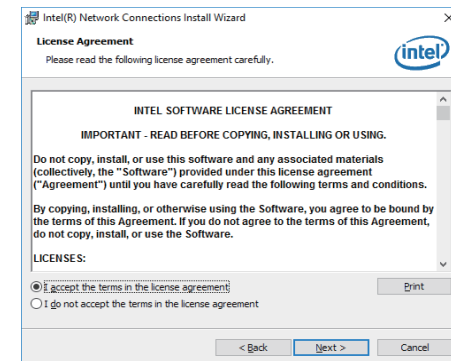 Intel(R) Network Connections Install Wizard
License Agreement
Please read the following license agreement carefully.
intel
INTEL SOFTWARE LICENSE AGREEMENT
IMPORTANT - READ BEFORE COPYING, INSTALLING OR USING.
Do not copy, install, or use this software and any associated materials
(collectively, the "Software") provided under this license agreement
("Agreement") until you have carefully read the following terms and conditions.
By copying, installing, or otherwise using the Software, you agree to be bound by
the terms of this Agreement. If you do not agree to the terms of this Agreement,
do not copy, install, or use the Software.
LICENSES:
I accept the terms in the license agreement
Print
I do not accept the terms in the license agreement
< Back
Next >
Cancel